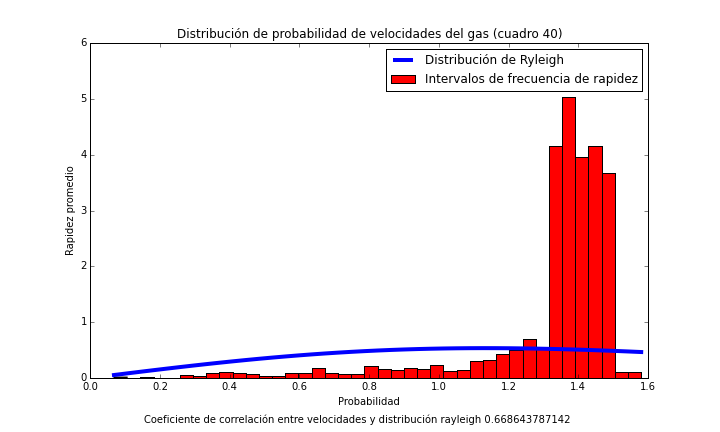 Distribución de probabilidad de velocidades del gas (cuadro 40)
Distribución de Ryleigh
Intervalos de frecuencia de rapidez
6
5
4
3
2
1
0
Rapidez promedio
0.0 0.2 0.4 0.6 0.8 1.0 1.2 1.4 1.6
Probabilidad
Coeficiente de correlación entre velocidades y distribución rayleigh 0.668643787142